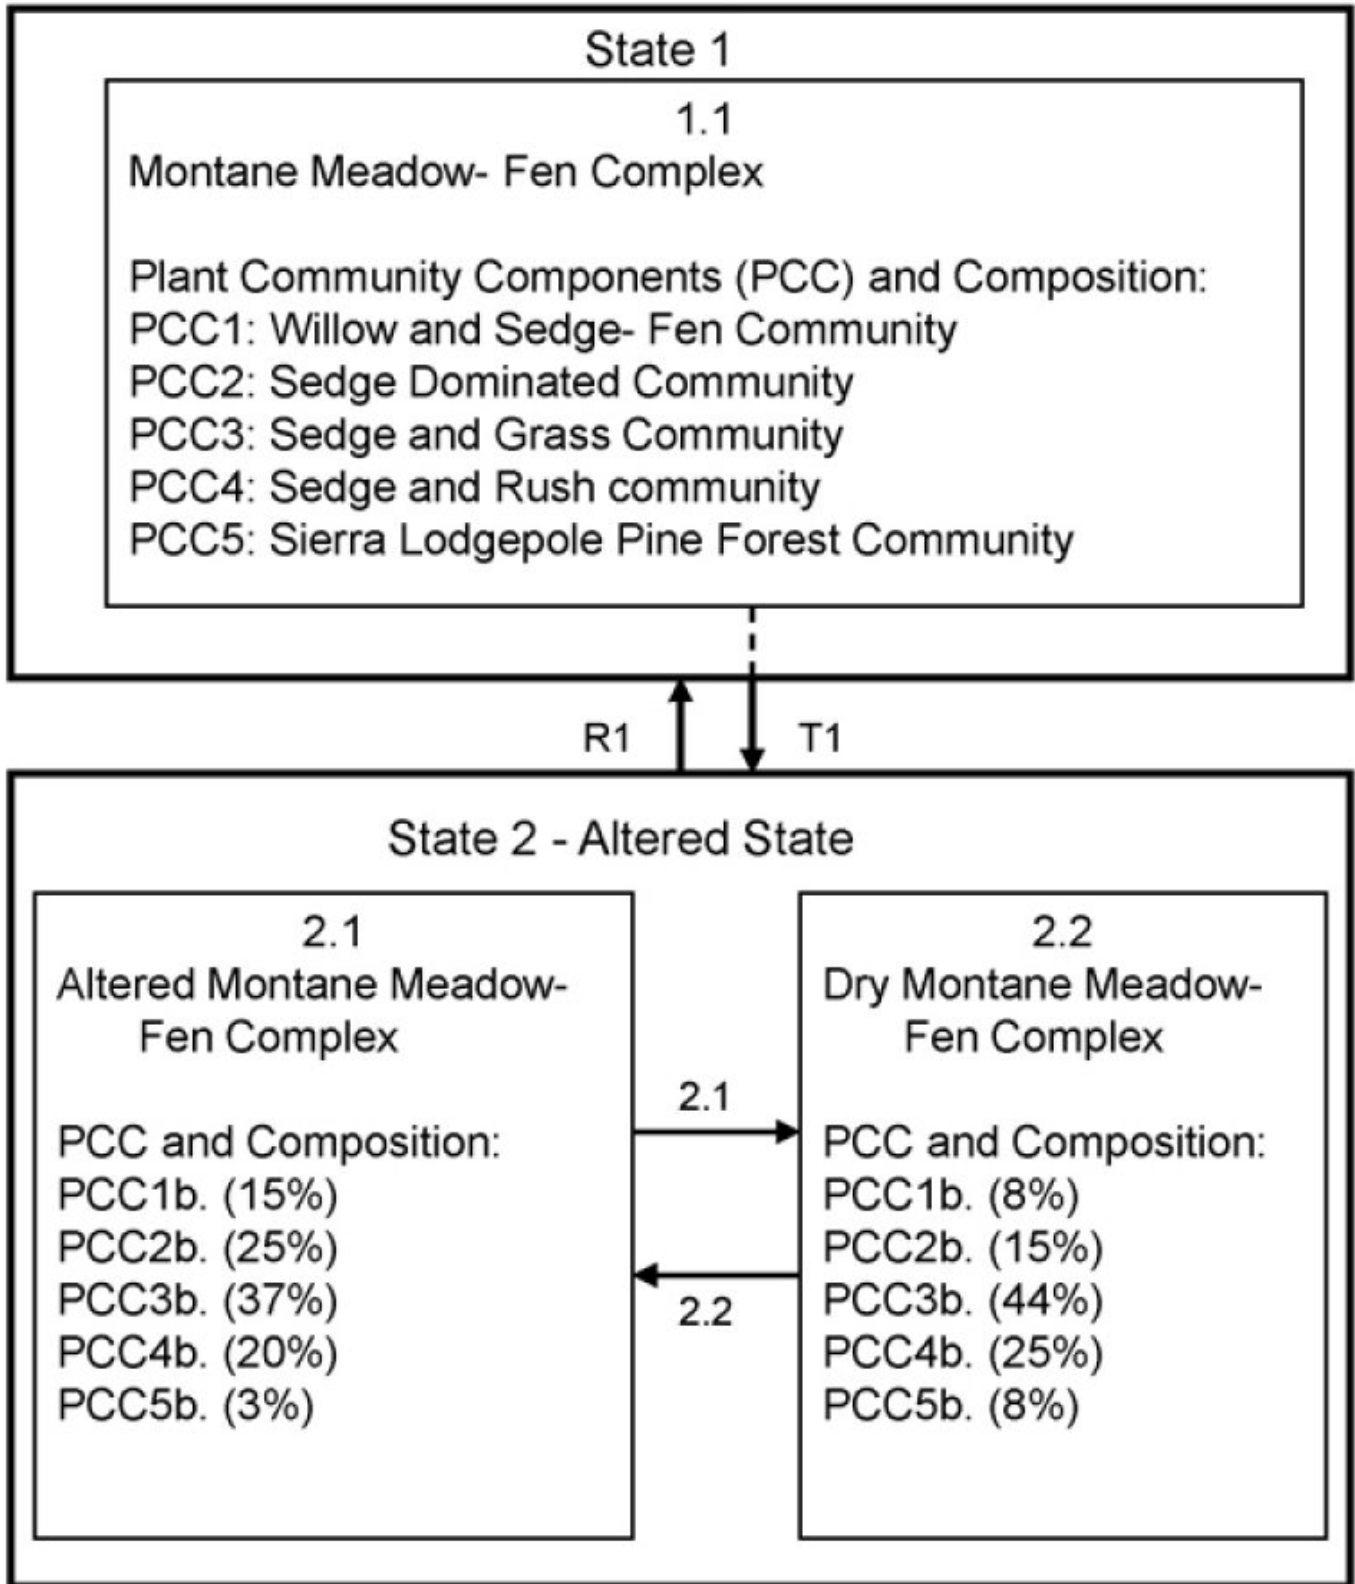 State 1
1.1
Montane Meadow- Fen Complex
Plant Community Components (PCC) and Composition:
PCC1: Willow and Sedge- Fen Community
PCC2: Sedge Dominated Community
PCC3: Sedge and Grass Community
PCC4: Sedge and Rush community
PCC5: Sierra Lodgepole Pine Forest Community
R1
T1
State 2 - Altered State
2.1
Altered Montane Meadow-
Fen Complex
PCC and Composition:
PCC1b. (15%)
PCC2b. (25%)
PCC3b. (37%)
PCC4b. (20%)
PCC5b. (3%)
2.1
2.2
2.2
Dry Montane Meadow-
Fen Complex
PCC and Composition:
PCC1b. (8%)
PCC2b. (15%)
PCC3b. (44%)
PCC4b. (25%)
PCC5b. (8%)